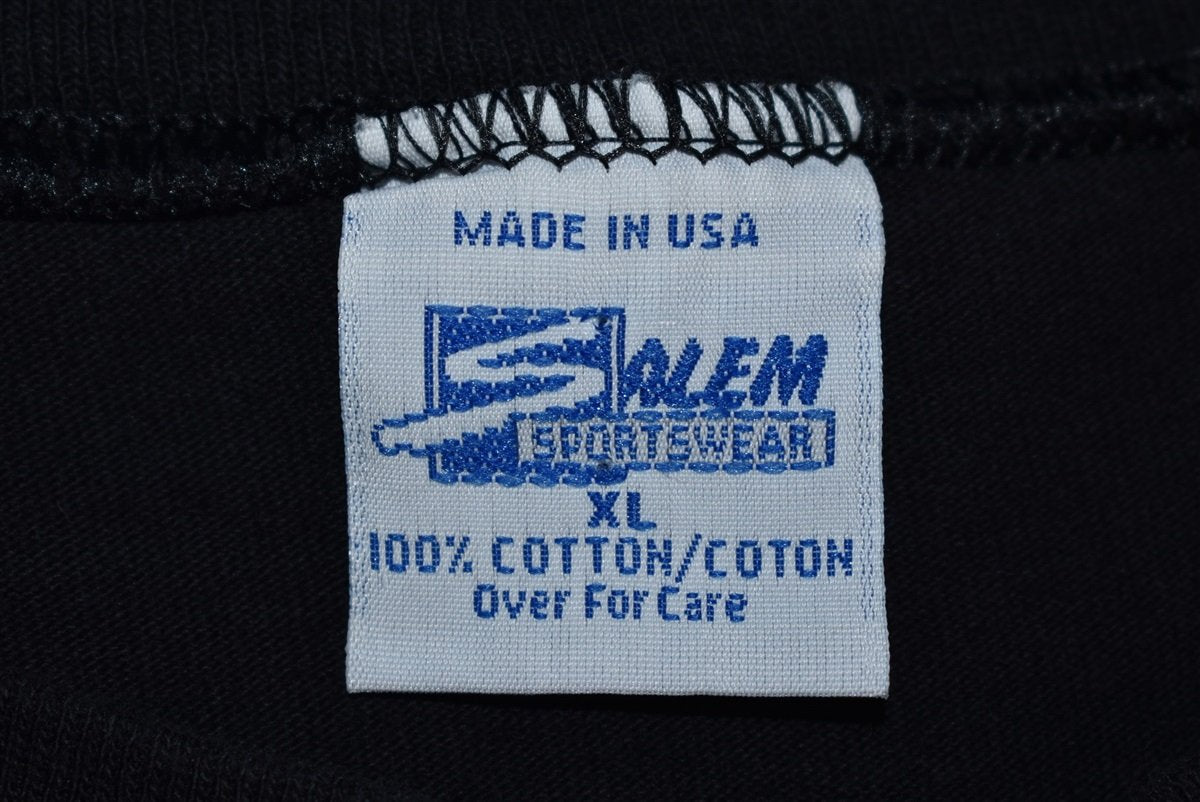 MADE IN USA
SALEM
SPORTSWEAR
XL
100% COTTON/COTON
Over For Care